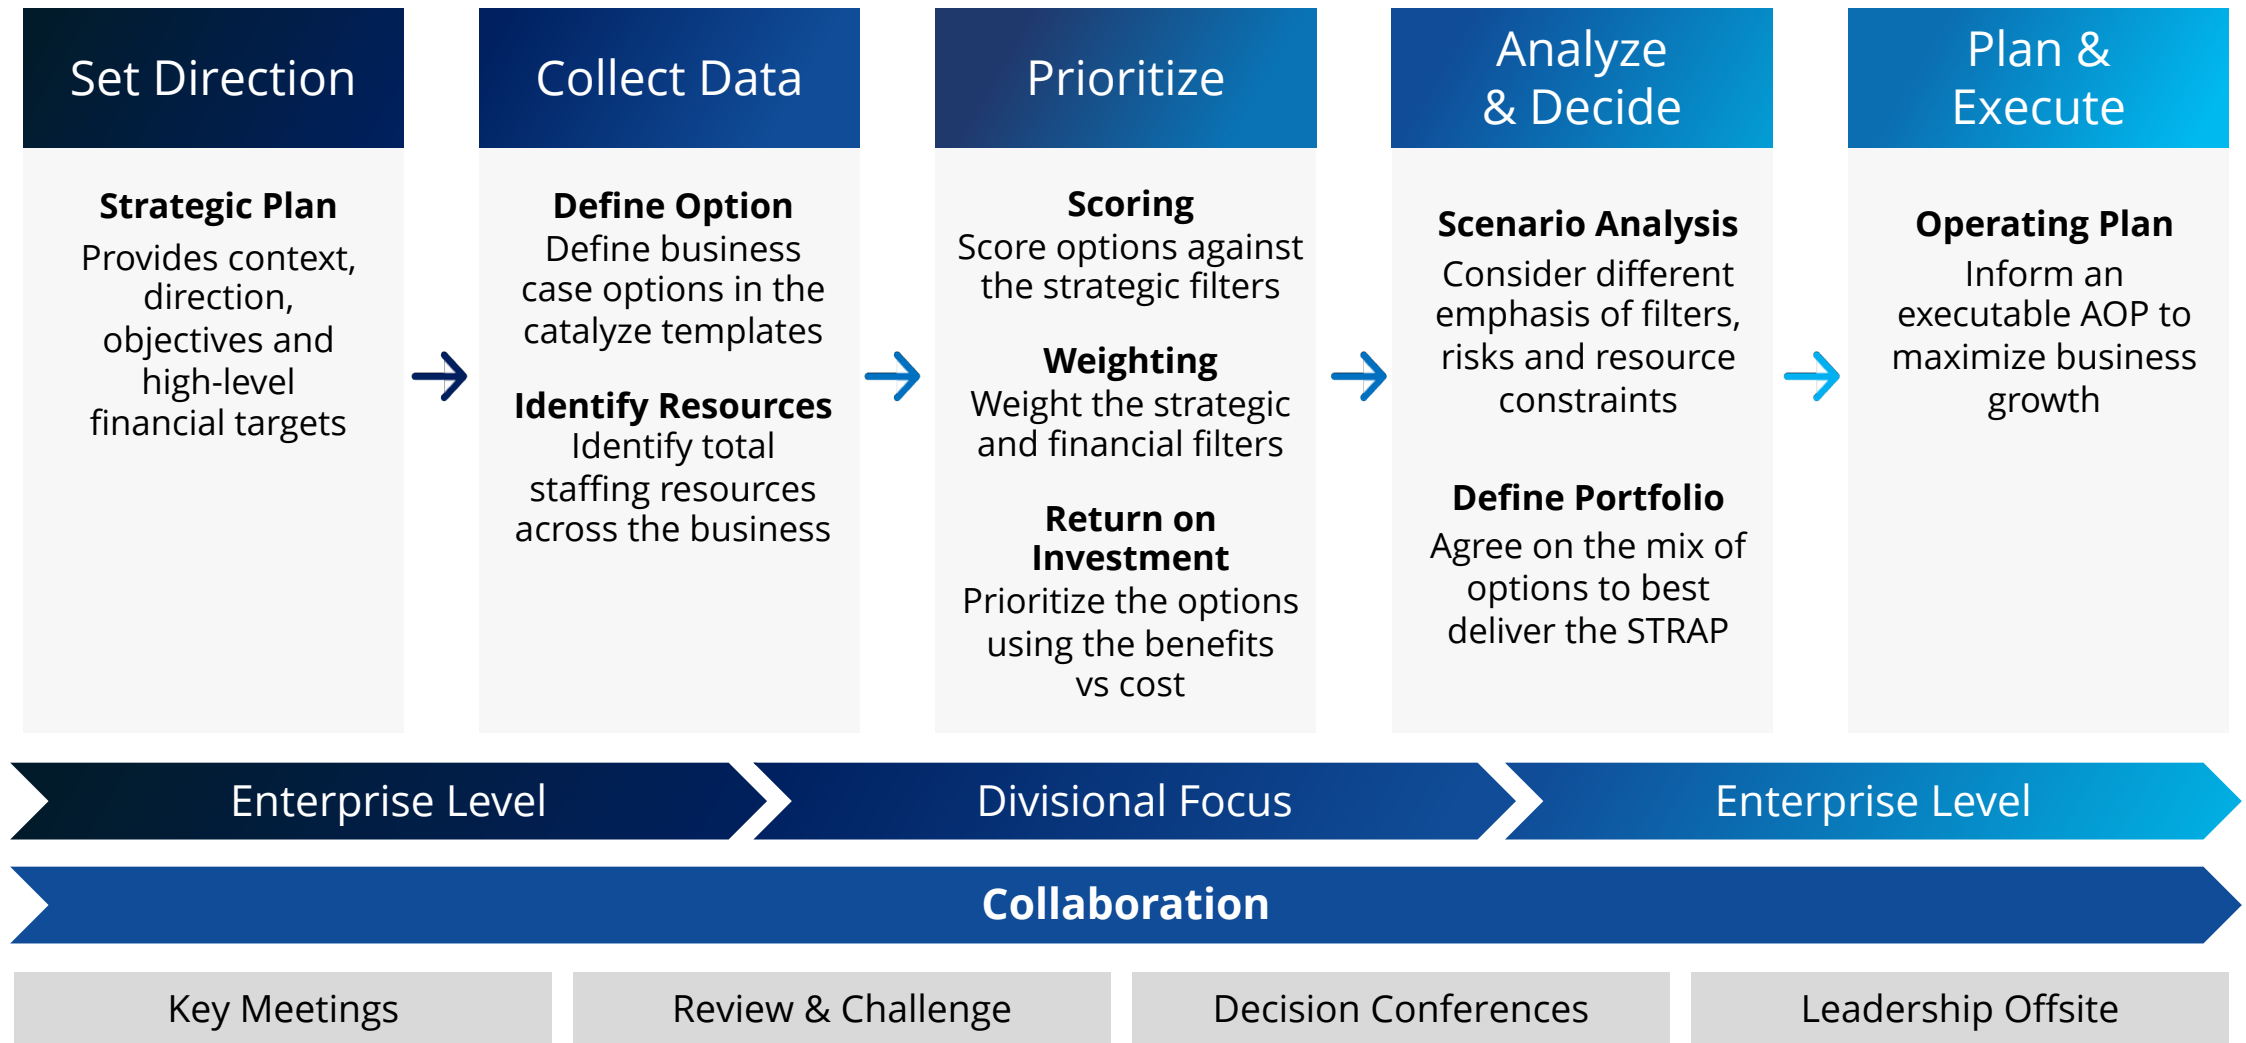 Set Direction
Strategic Plan
Provides context,
direction,
objectives and
high-level
financial targets
Collect Data
Define Option
Define business
case options in the
catalyze templates
Identify Resources
Identify total
staffing resources
across the business
Prioritize
Scoring
Score options against
the strategic filters
Weighting
Weight the strategic
and financial filters
Return on
Investment
Prioritize the options
using the benefits
vs cost
Analyze
& Decide
Scenario Analysis
Consider different
emphasis of filters,
risks and resource
constraints
Define Portfolio
Agree on the mix of
options to best
deliver the STRAP
Plan &
Execute
Operating Plan
Inform an
executable AOP to
maximize business
growth
Enterprise Level
Divisional Focus
Enterprise Level
Collaboration
Key Meetings
Review & Challenge
Decision Conferences
Leadership Offsite